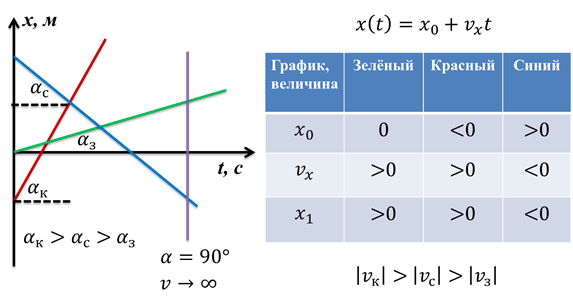 x, м
α_с
α_з
t, с
α_к
α_к > α_с > α_з
α = 90°
v → ∞
x(t) = x₀ + vₓt
График, величина Зелёный Красный Синий
x₀ 0 <0 >0
vₓ >0 >0 <0
x₁ >0 >0 <0
|v_к| > |v_с| > |v_з|